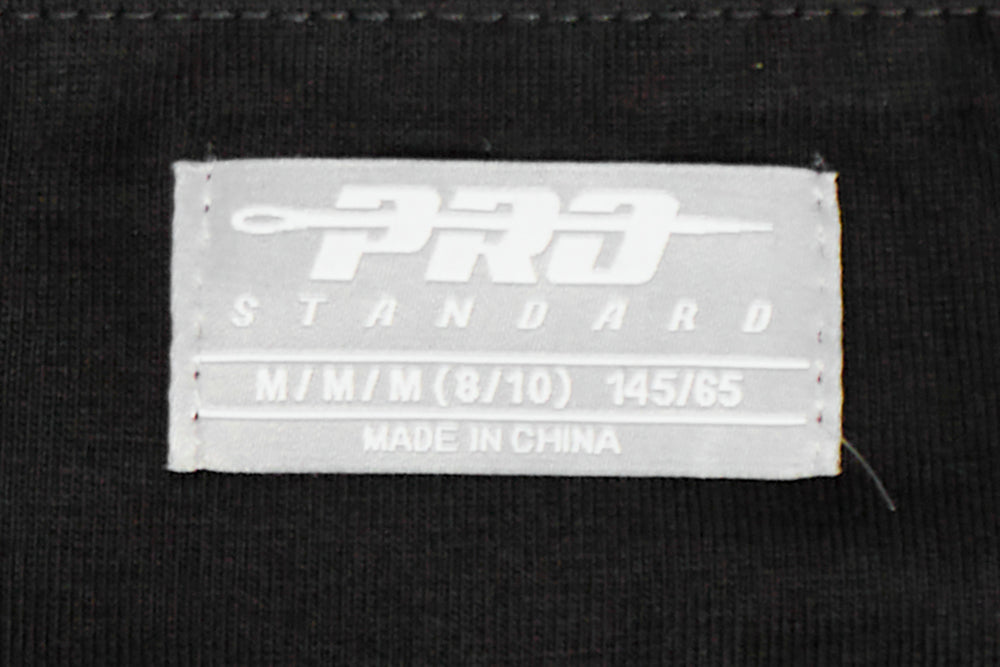 PRO
STANDARD
M/M/M (8/10) 145/65
MADE IN CHINA